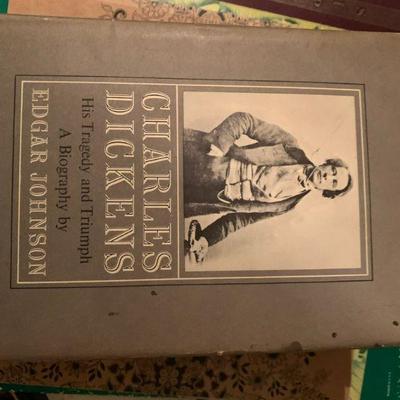 CHARLES
DICKENS
His Tragedy and Triumph
A Biography by
EDGAR JOHNSON